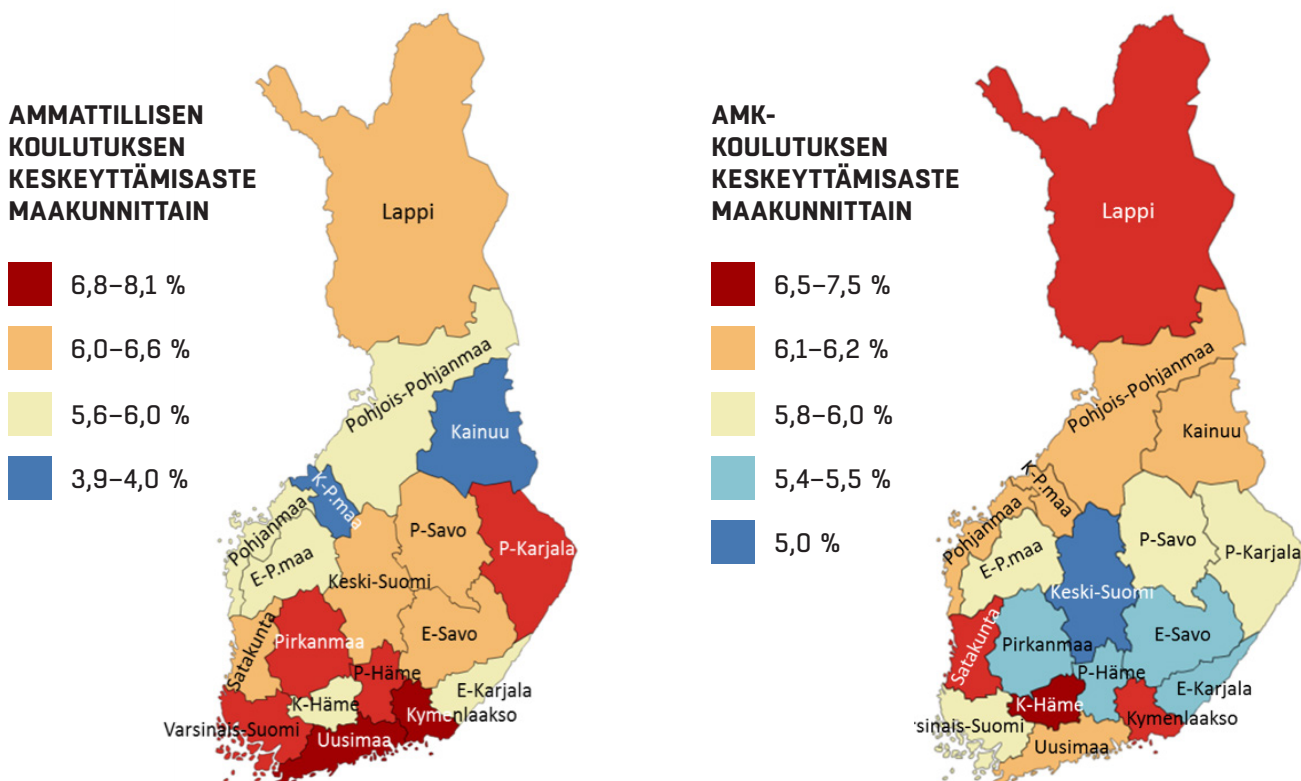 AMMATTILLISEN
KOULUTUKSEN
KESKEYTTÄMISASTE
MAAKUNNITTAIN
6,8–8,1 %
6,0–6,6 %
5,6–6,0 %
3,9–4,0 %
Lappi
Pohjois-Pohjanmaa
Kainuu
K-P.maa
Pohjanmaa
E-P.maa
P-Savo
P-Karjala
Keski-Suomi
Satakunta
Pirkanmaa
E-Savo
P-Häme
K-Häme
E-Karjala
Kymenlaakso
Varsinais-Suomi
Uusimaa
AMK-
KOULUTUKSEN
KESKEYTTÄMISASTE
MAAKUNNITTAIN
6,5–7,5 %
6,1–6,2 %
5,8–6,0 %
5,4–5,5 %
5,0 %
Lappi
Pohjois-Pohjanmaa
Kainuu
K-P.maa
Pohjanmaa
E-P.maa
P-Savo
P-Karjala
Keski-Suomi
Satakunta
Pirkanmaa
E-Savo
P-Häme
E-Karjala
K-Häme
Kymenlaakso
rsinais-Suomi
Uusimaa